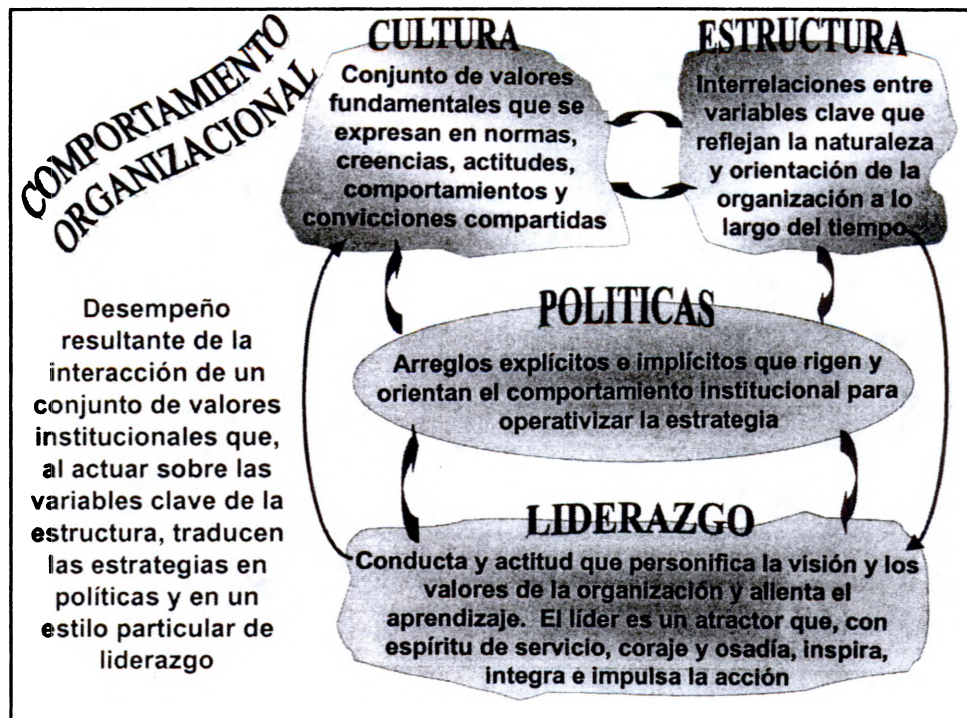 COMPORTAMIENTO
ORGANIZACIONAL
CULTURA
Conjunto de valores
fundamentales que se
expresan en normas,
creencias, actitudes,
comportamientos y
convicciones compartidas
ESTRUCTURA
Interrelaciones entre
variables clave que
reflejan la naturaleza
y orientación de la
organización a lo
largo del tiempo
Desempeño
resultante de la
interacción de un
conjunto de valores
institucionales que,
al actuar sobre las
variables clave de la
estructura, traducen
las estrategias en
políticas y en un
estilo particular de
liderazgo
POLITICAS
Arreglos explícitos e implícitos que rigen y
orientan el comportamiento institucional para
operativizar la estrategia
LIDERAZGO
Conducta y actitud que personifica la visión y los
valores de la organización y alienta el
aprendizaje. El líder es un atractor que, con
espíritu de servicio, coraje y osadía, inspira,
integra e impulsa la acción